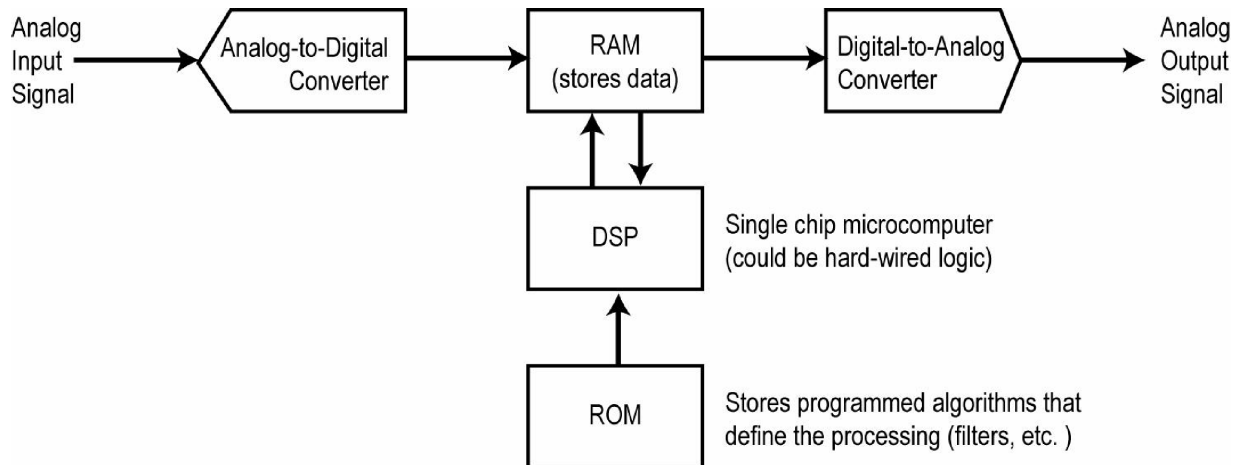 Analog
Input
Signal
Analog-to-Digital
Converter
RAM
(stores data)
Digital-to-Analog
Converter
Analog
Output
Signal
DSP
Single chip microcomputer
(could be hard-wired logic)
ROM
Stores programmed algorithms that
define the processing (filters, etc. )